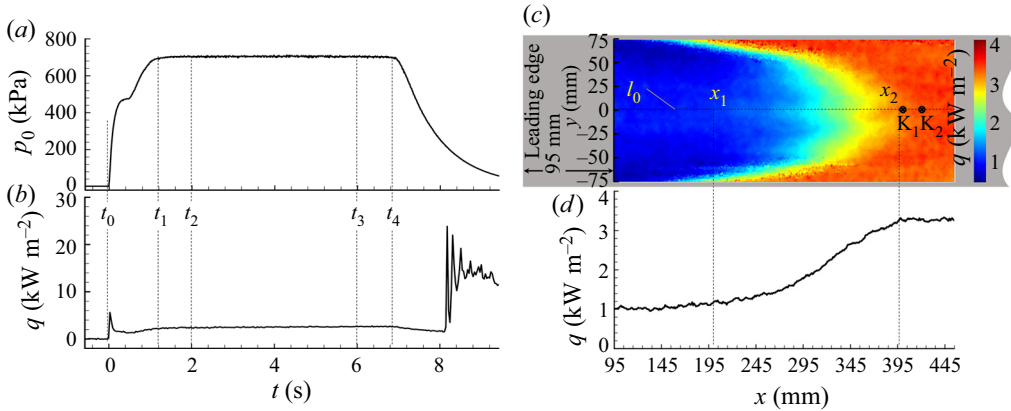 (a)
800
600
400
200
0
p0 (kPa)
(b)
30
20
10
0
q (kW m−2)
t0 t1 t2 t3 t4
0 2 4 6 8
t (s)
(c)
Leading edge
95 mm
y (mm)
75
50
25
0
−25
−50
−75
l0
x1
x2
K1 K2
q (kW m−2)
4
3
2
1
(d)
4
3
2
1
0
q (kW m−2)
95 145 195 245 295 345 395 445
x (mm)